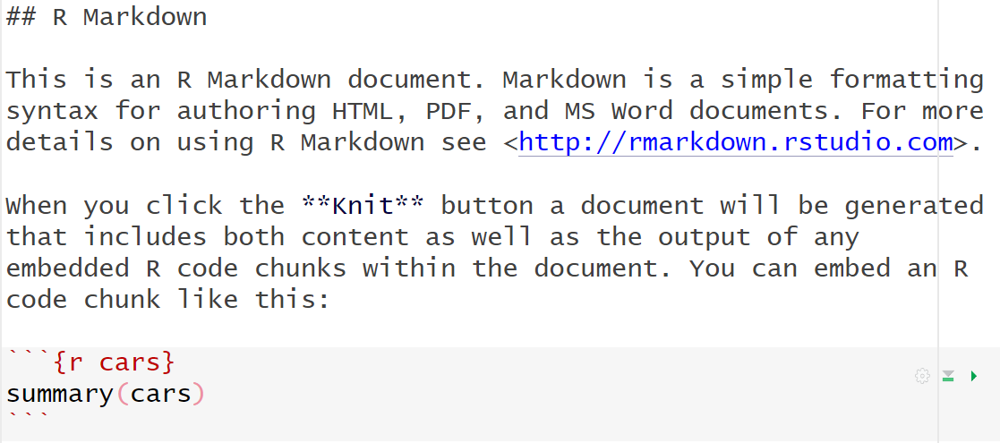 ## R Markdown
This is an R Markdown document. Markdown is a simple formatting
syntax for authoring HTML, PDF, and MS Word documents. For more
details on using R Markdown see <http://rmarkdown.rstudio.com>.
When you click the **Knit** button a document will be generated
that includes both content as well as the output of any
embedded R code chunks within the document. You can embed an R
code chunk like this:
```{r cars}
summary(cars)
```